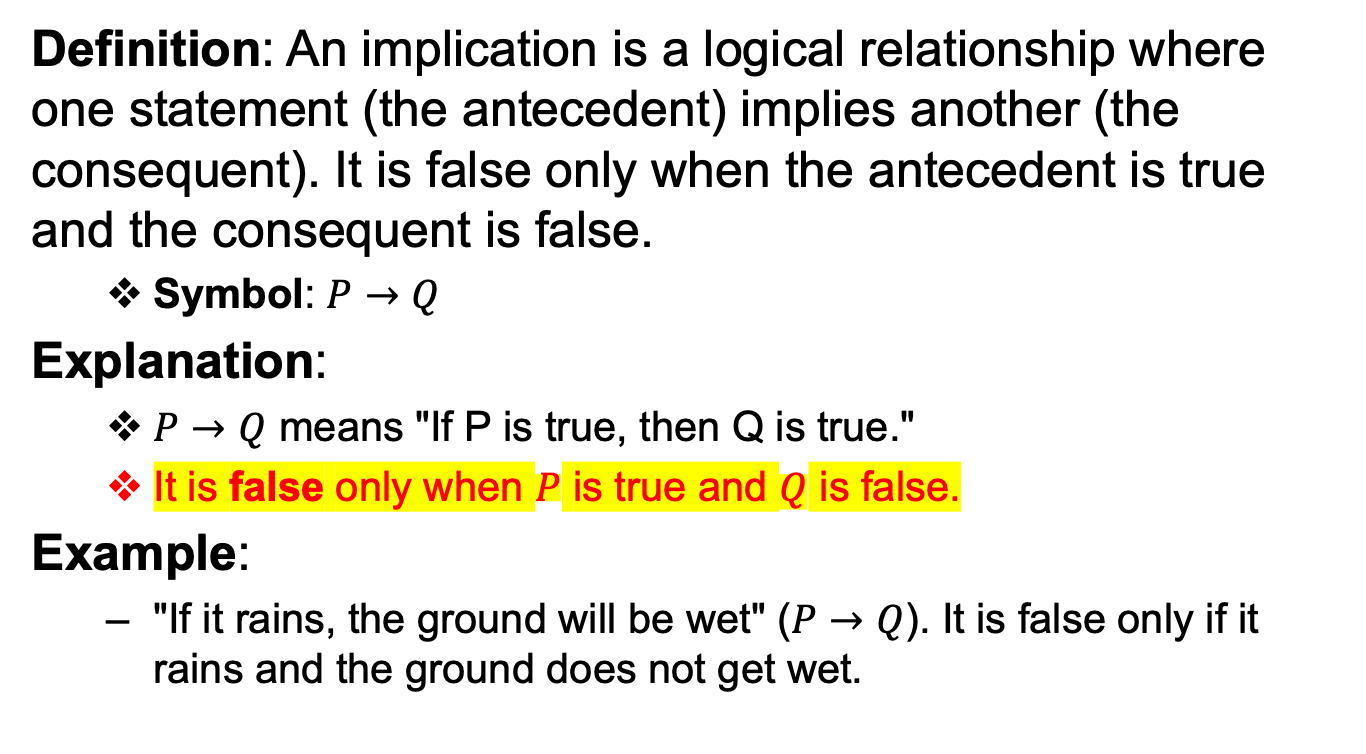 Definition: An implication is a logical relationship where
one statement (the antecedent) implies another (the
consequent). It is false only when the antecedent is true
and the consequent is false.
❖ Symbol: 𝑃 → 𝑄
Explanation:
❖ 𝑃 → 𝑄 means "If P is true, then Q is true."
❖ It is false only when 𝑃 is true and 𝑄 is false.
Example:
– "If it rains, the ground will be wet" (𝑃 → 𝑄). It is false only if it
rains and the ground does not get wet.